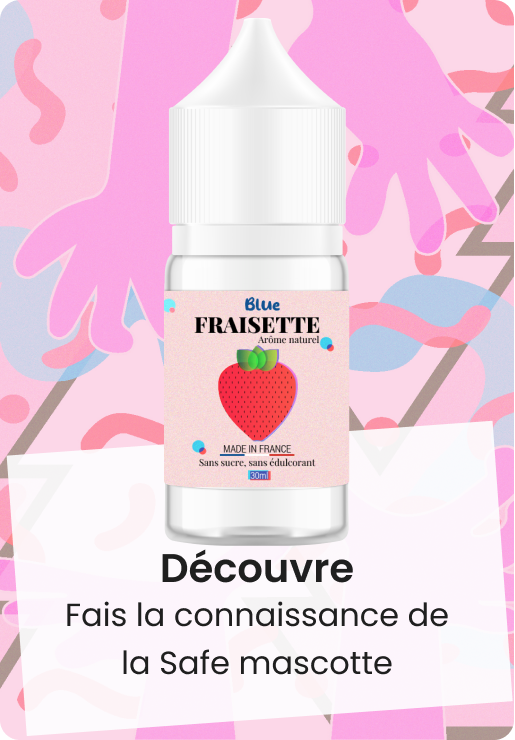 Blue
FRAISETTE
Arôme naturel
MADE IN FRANCE
Sans sucre, sans édulcorant
30ml
Découvre
Fais la connaissance de
la Safe mascotte